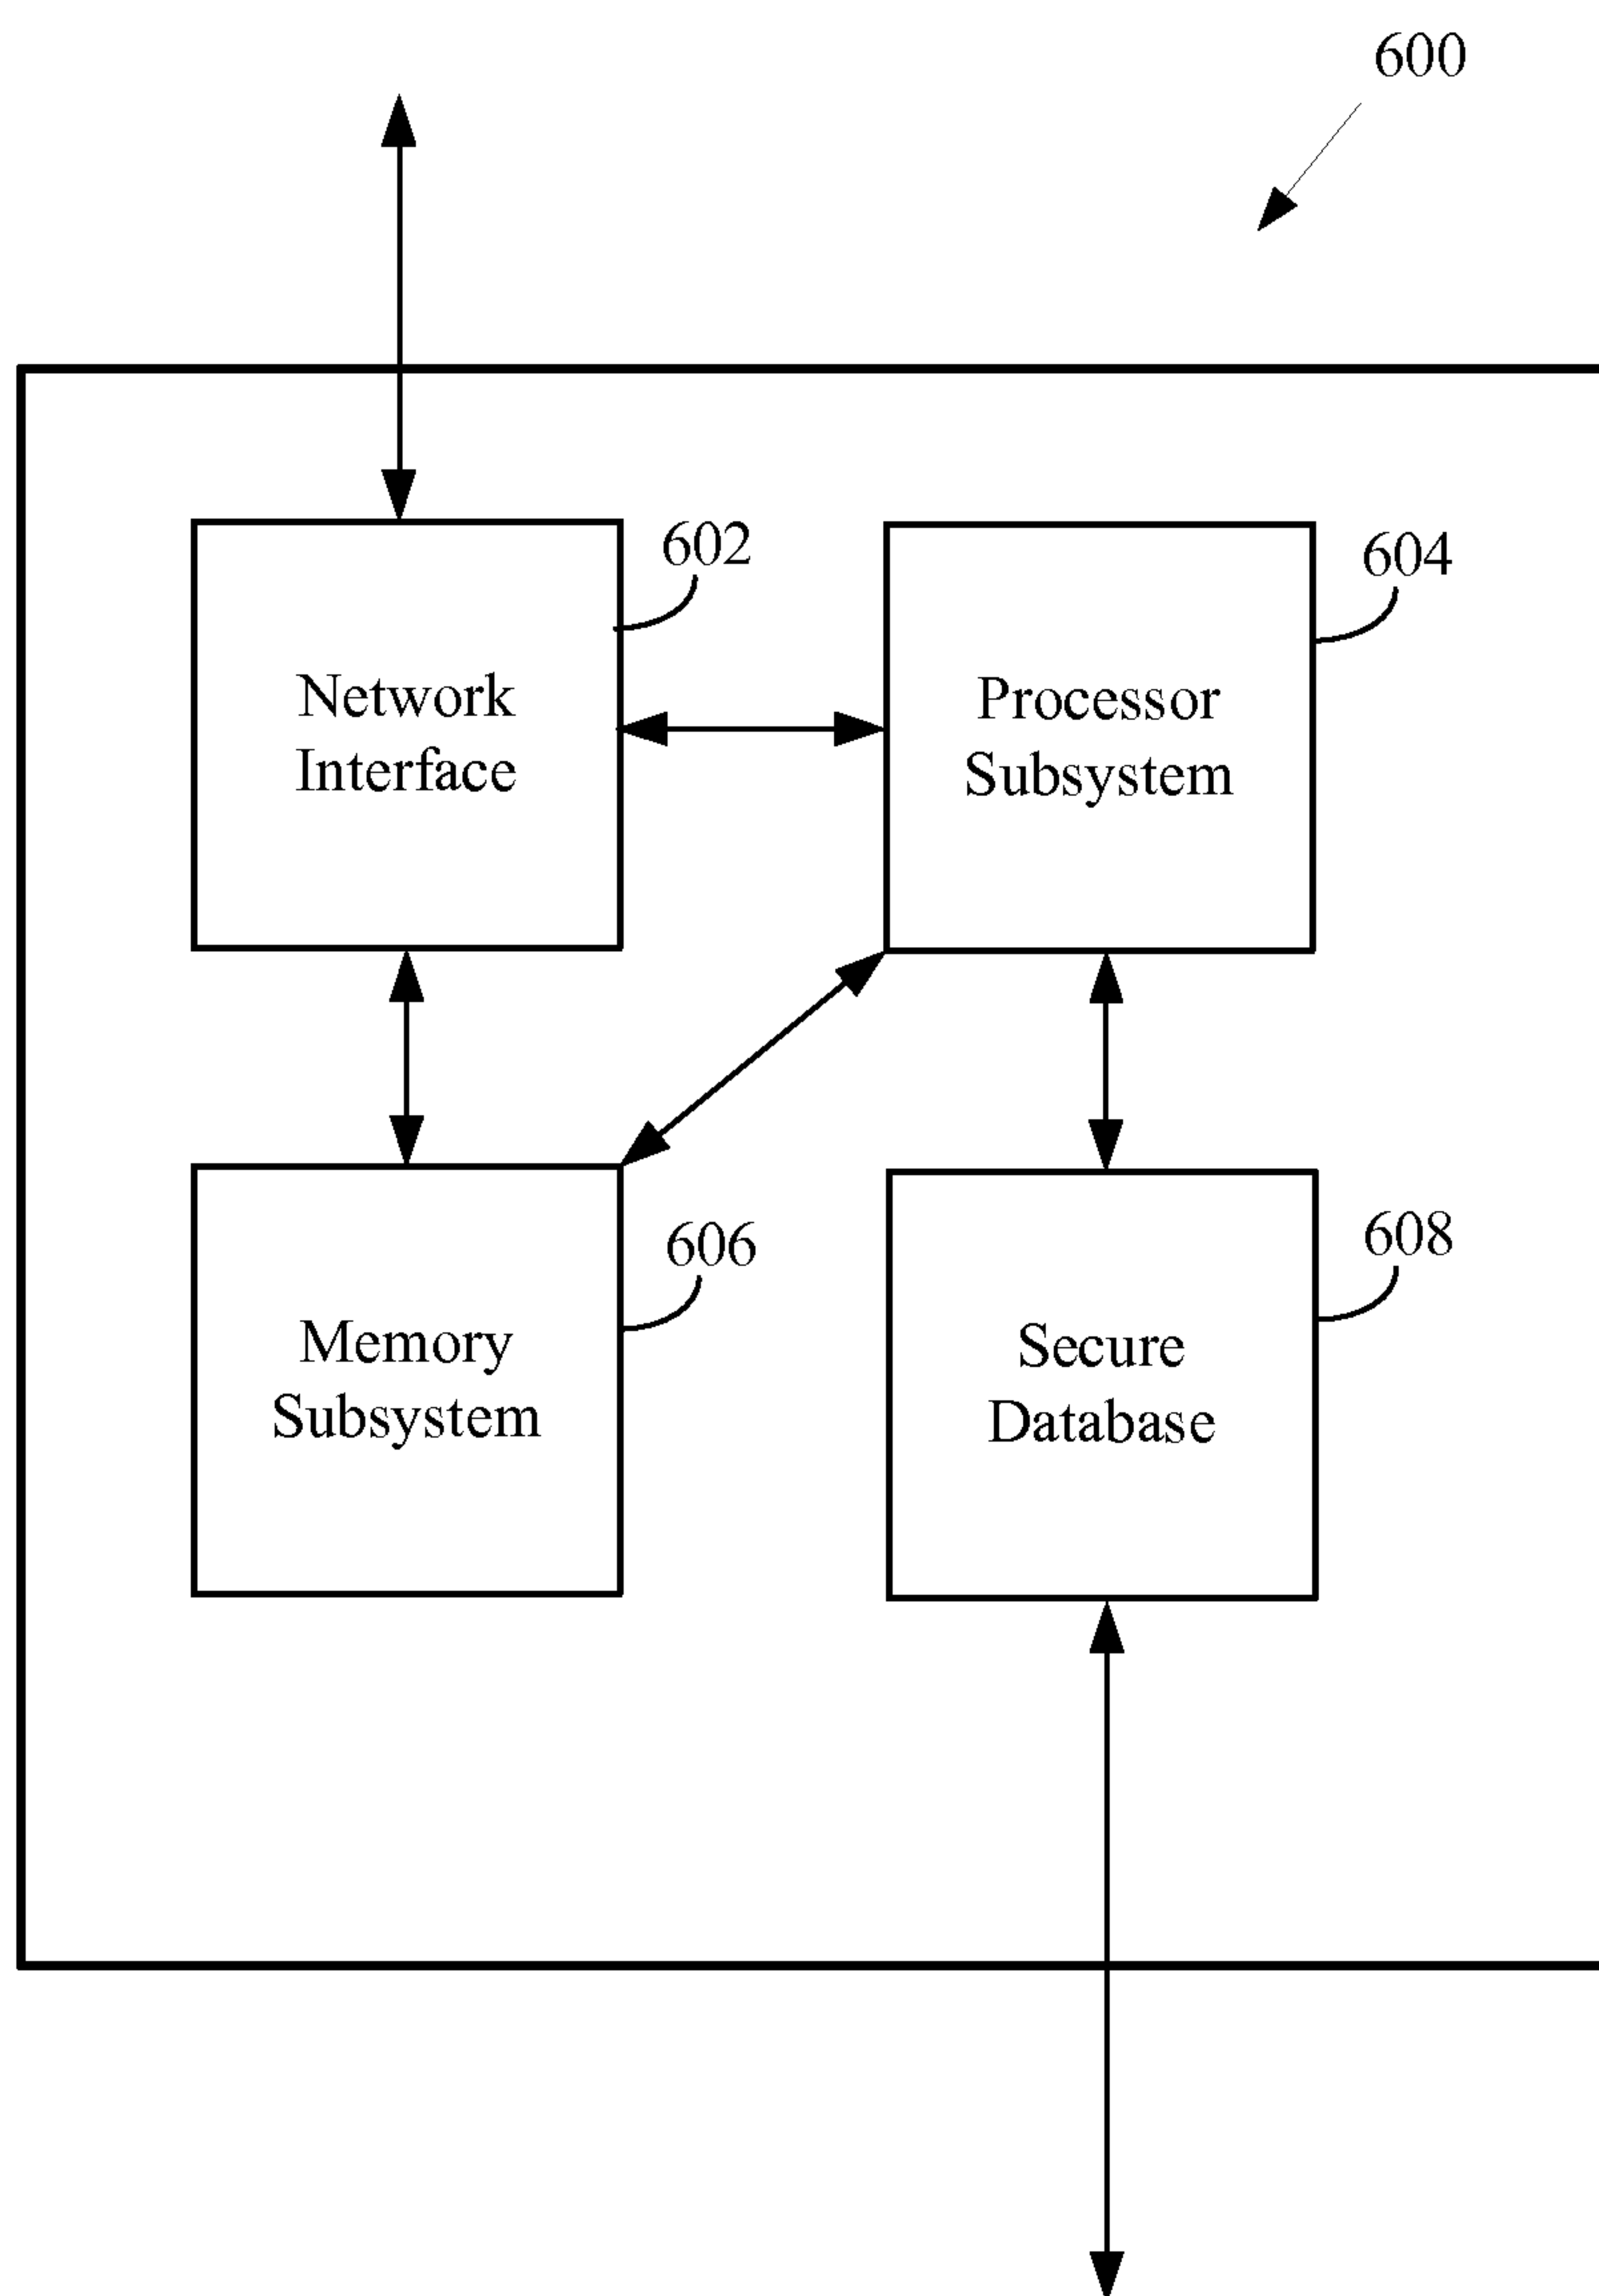 600
602
604
Network
Interface
Processor
Subsystem
606
608
Memory
Subsystem
Secure
Database